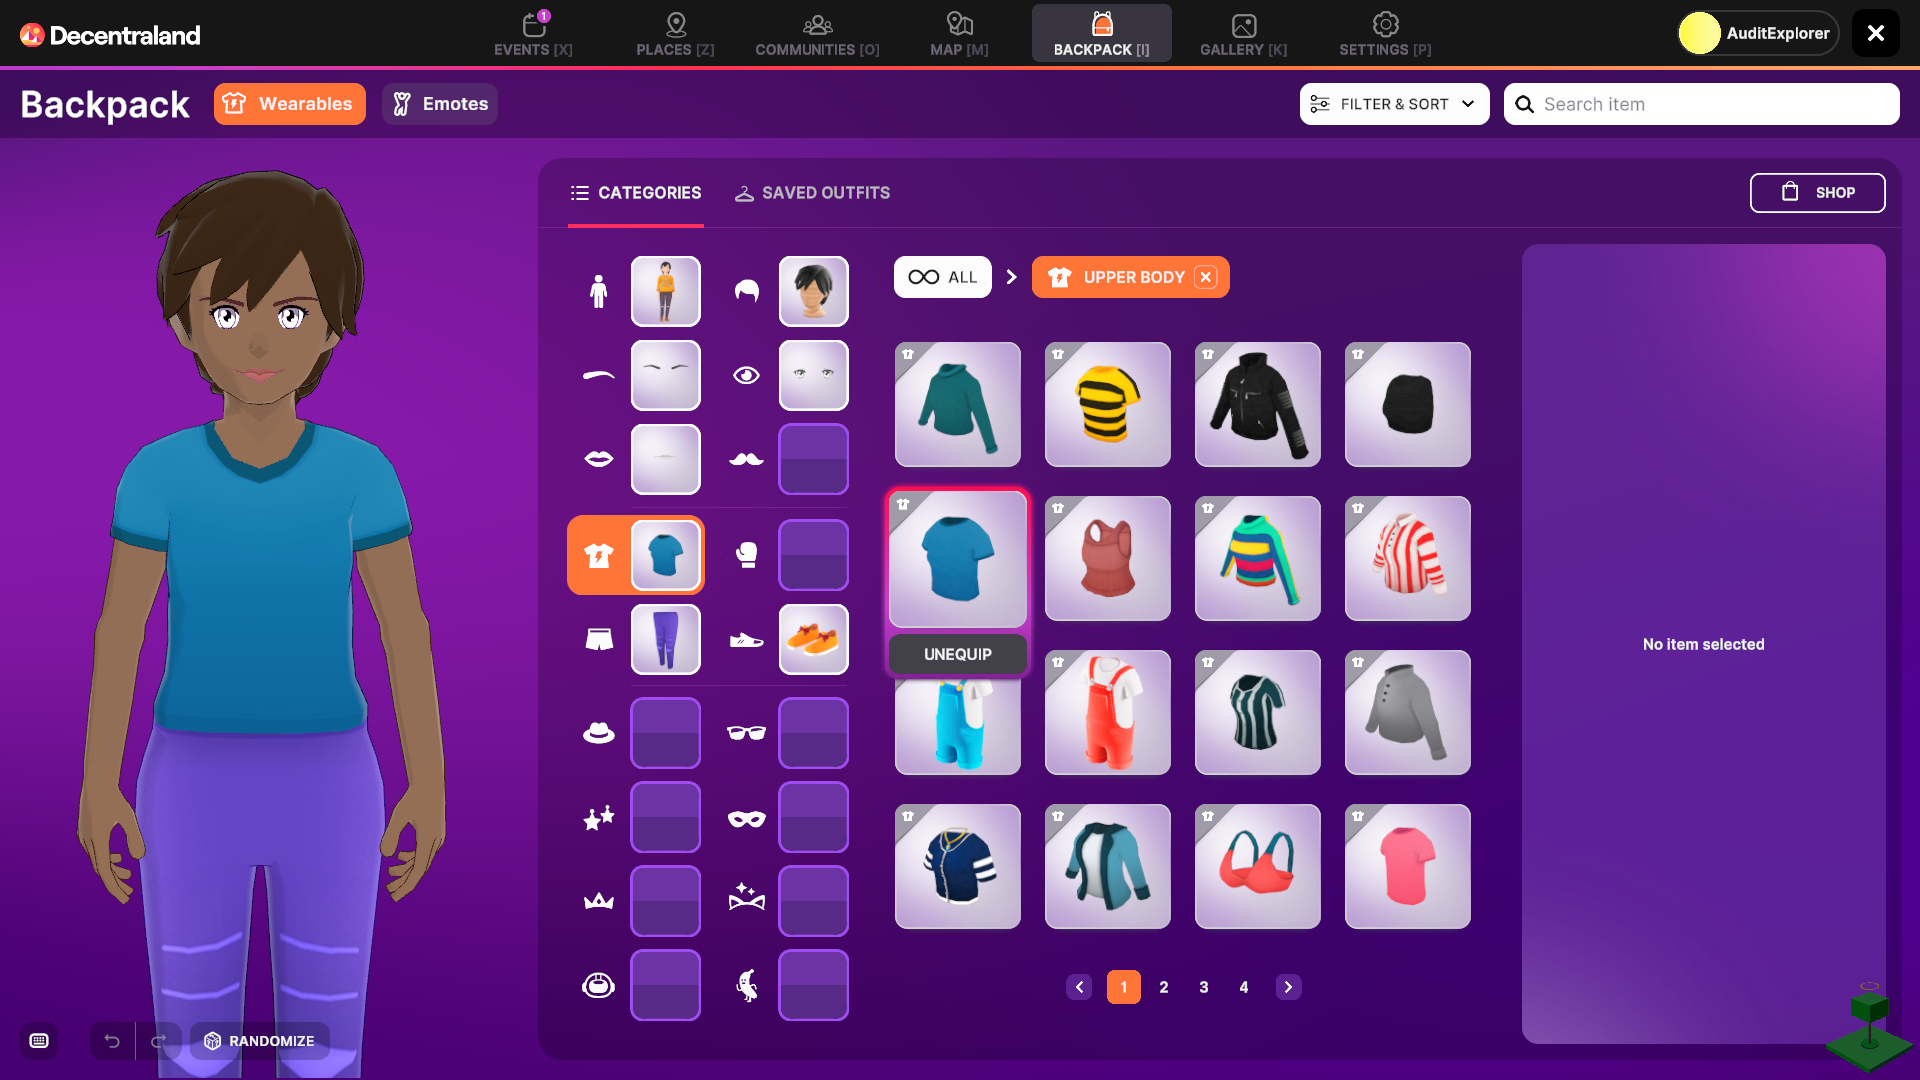 Decentraland
1
EVENTS [X]
PLACES [Z]
COMMUNITIES [O]
MAP [M]
BACKPACK [I]
GALLERY [K]
SETTINGS [P]
AuditExplorer
Backpack
Wearables
Emotes
FILTER & SORT
Search item
CATEGORIES
SAVED OUTFITS
SHOP
ALL
UPPER BODY
UNEQUIP
No item selected
1 2 3 4
RANDOMIZE